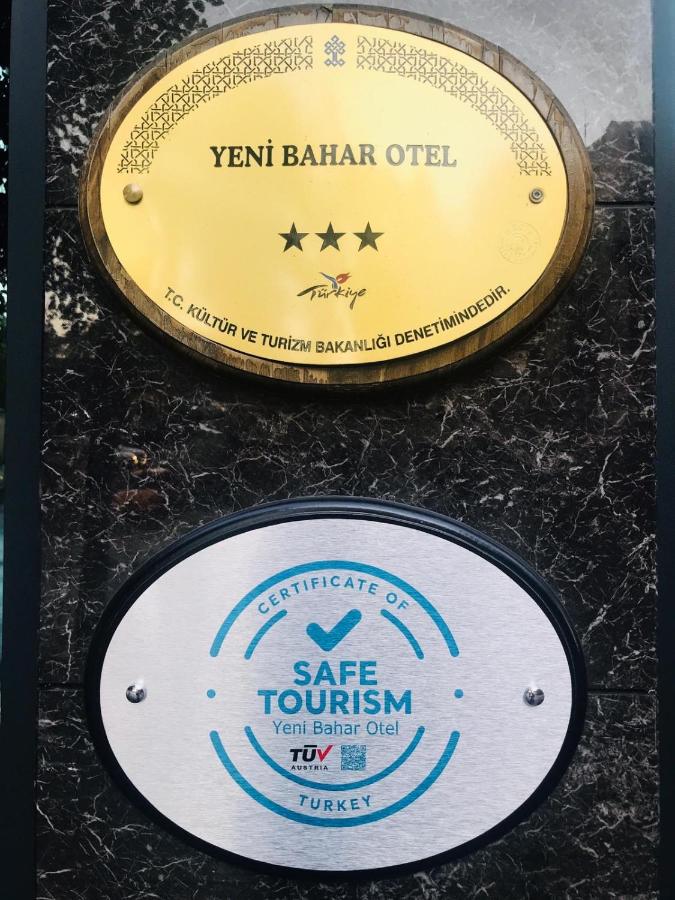 YENİ BAHAR OTEL
Türkiye
T.C. KÜLTÜR VE TURİZM BAKANLIĞI DENETİMİNDEDİR.
CERTIFICATE OF
SAFE
TOURISM
Yeni Bahar Otel
TÜV
AUSTRIA
TURKEY